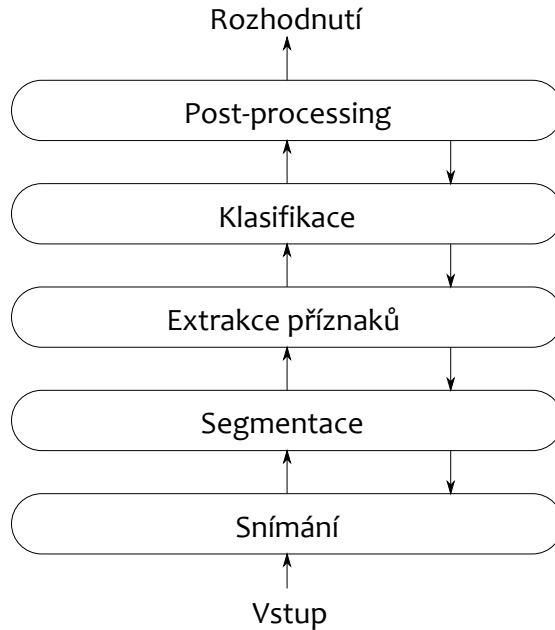 Rozhodnutí
Post-processing
Klasifikace
Extrakce příznaků
Segmentace
Snímání
Vstup